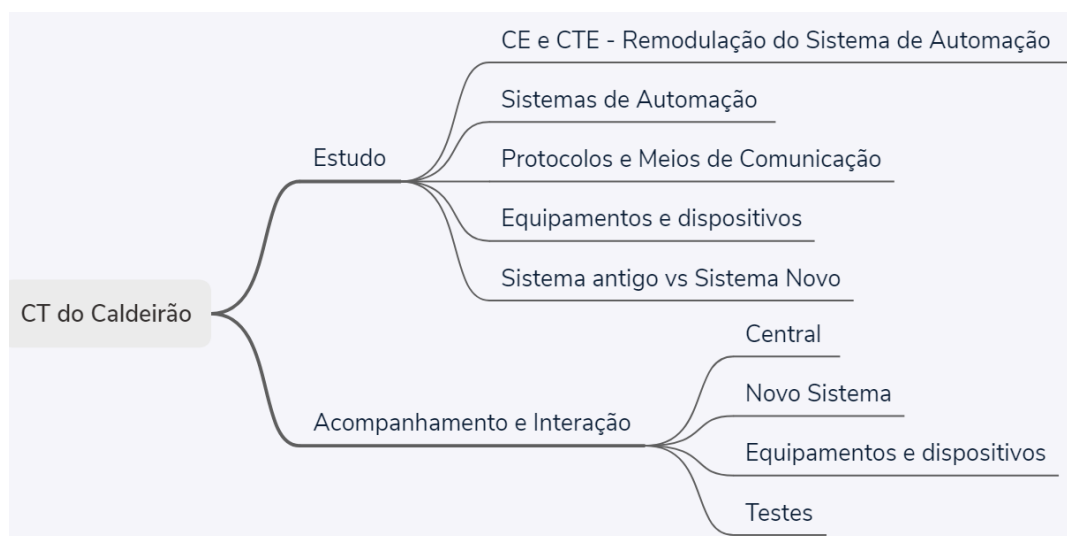 CT do Caldeirão
Estudo
CE e CTE - Remodulação do Sistema de Automação
Sistemas de Automação
Protocolos e Meios de Comunicação
Equipamentos e dispositivos
Sistema antigo vs Sistema Novo
Acompanhamento e Interação
Central
Novo Sistema
Equipamentos e dispositivos
Testes